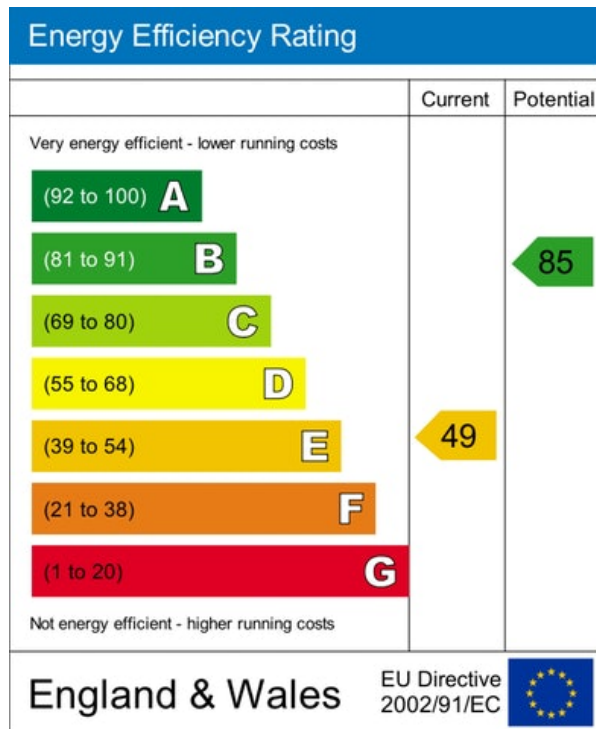 Energy Efficiency Rating
Current Potential
Very energy efficient - lower running costs
(92 to 100) A
(81 to 91) B
85
(69 to 80) C
(55 to 68) D
(39 to 54) E
49
(21 to 38) F
(1 to 20) G
Not energy efficient - higher running costs
England & Wales
EU Directive
2002/91/EC